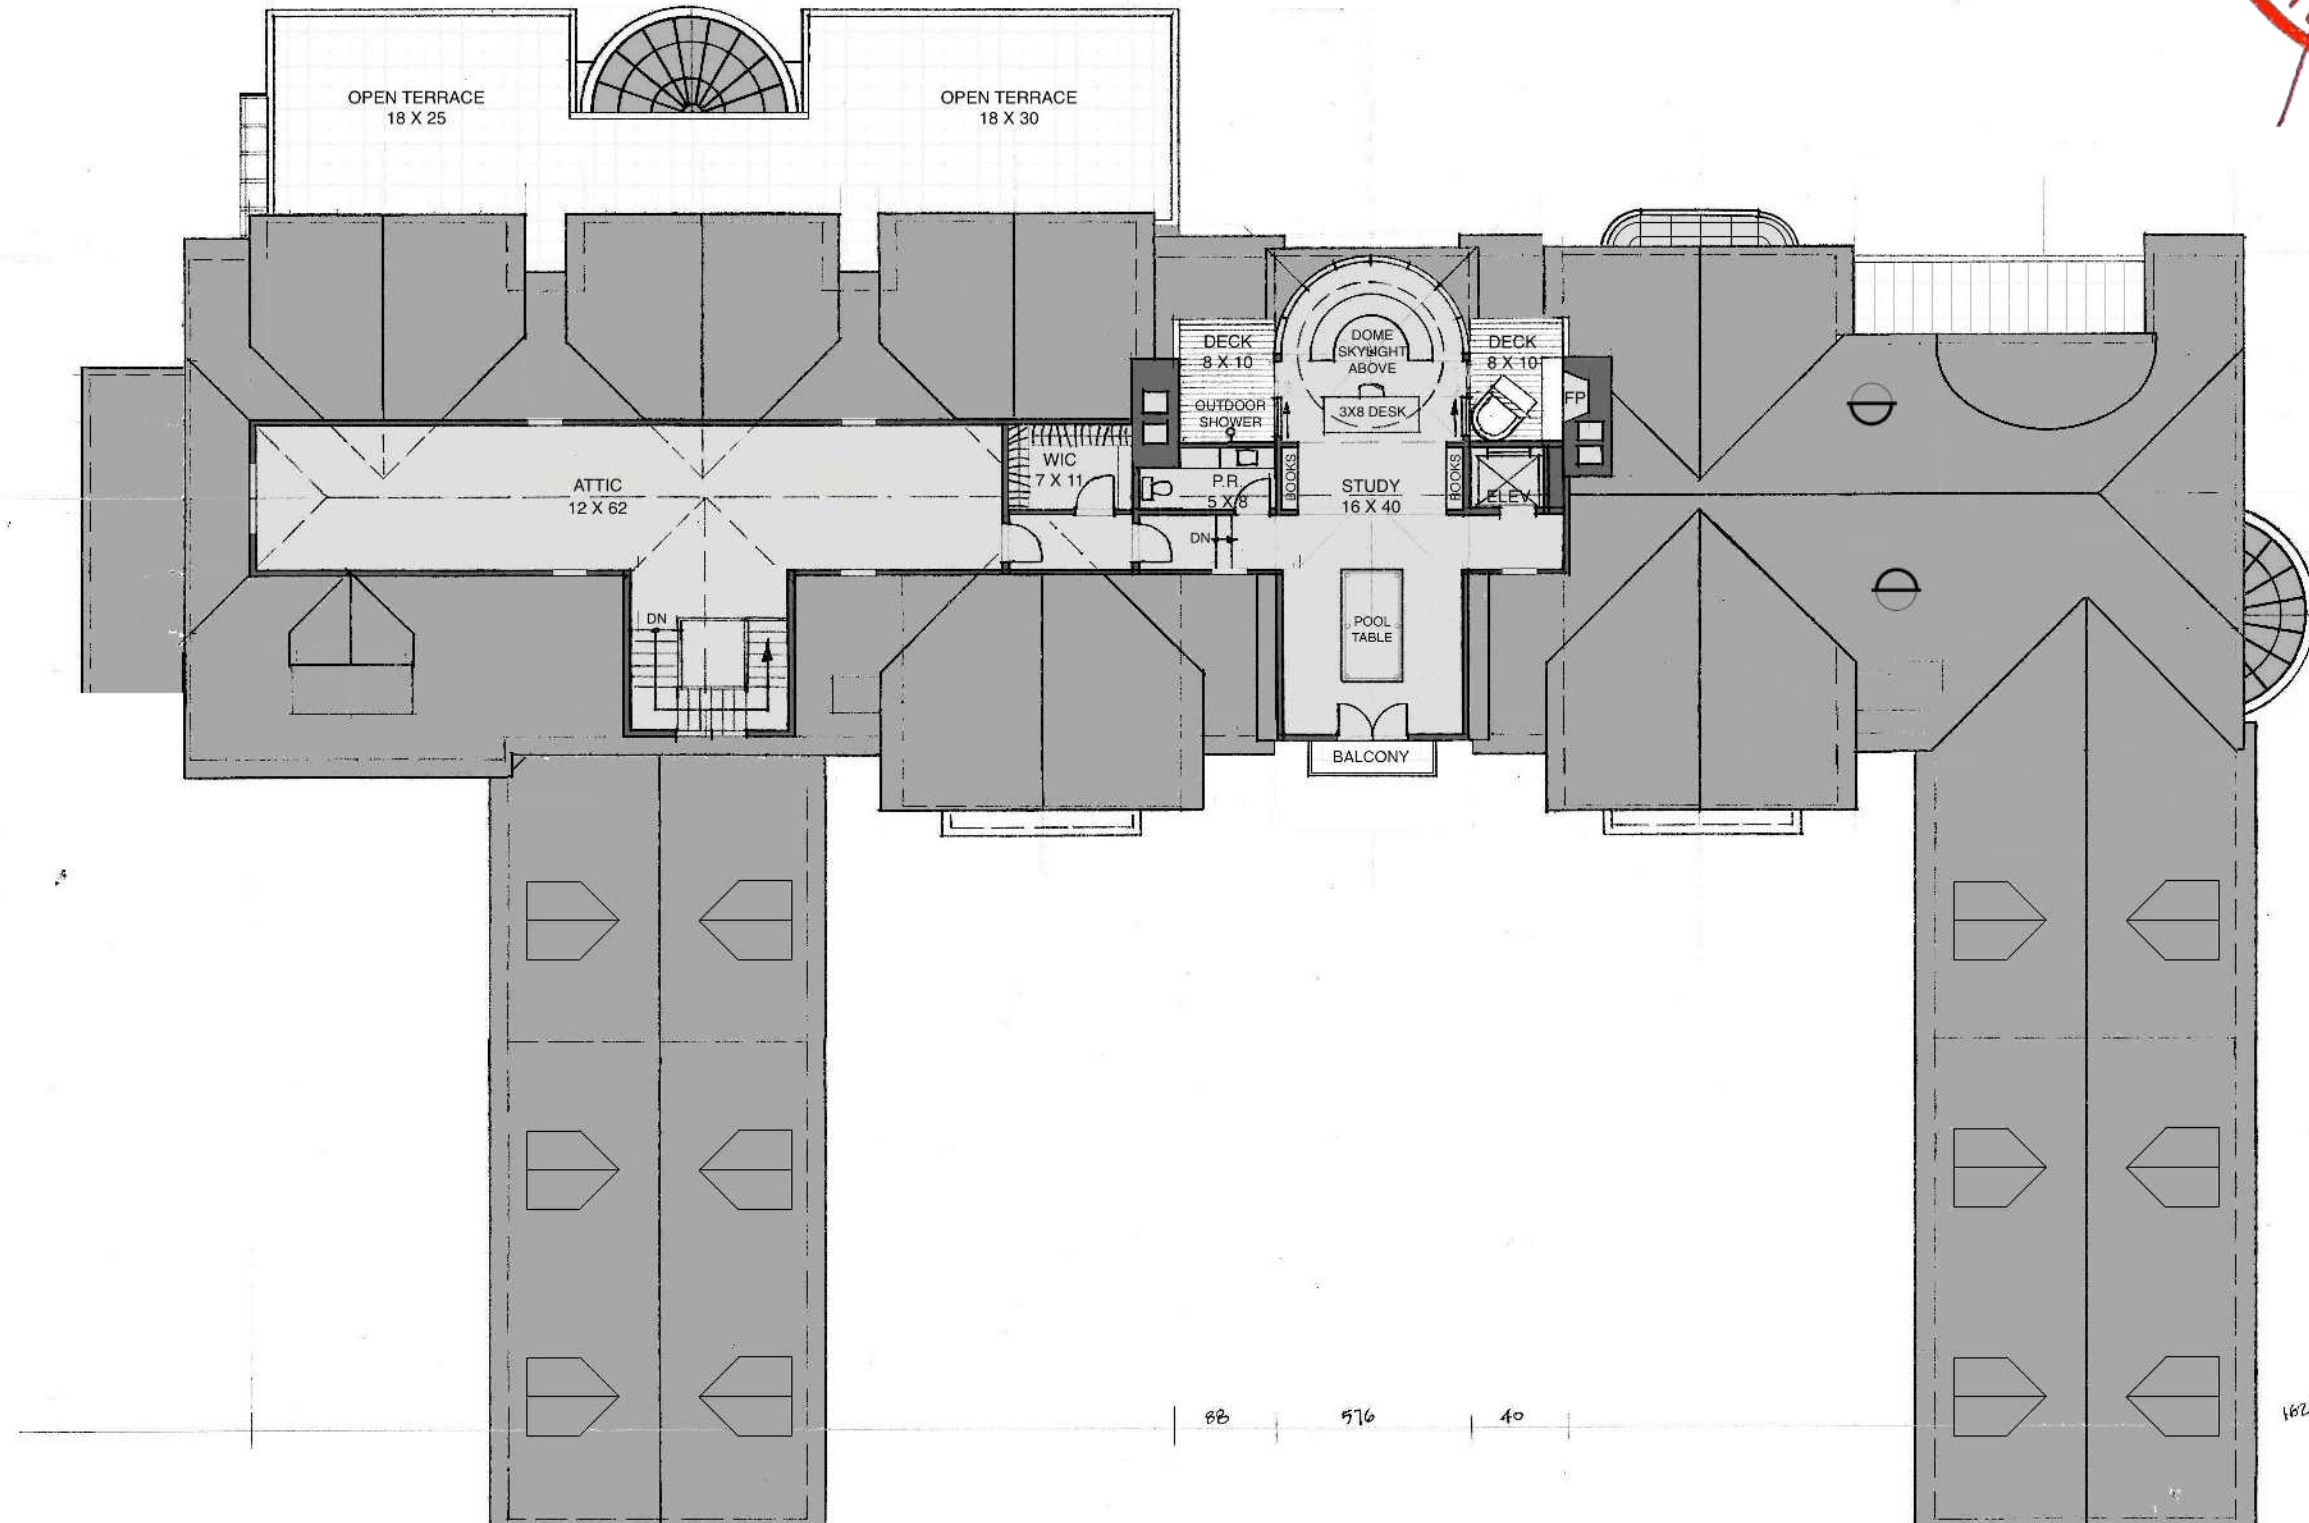 OPEN TERRACE
18 X 25
OPEN TERRACE
18 X 30
DECK
8 X 10
DOME
SKYLIGHT
ABOVE
DECK
8 X 10
FP
OUTDOOR
SHOWER
3X8 DESK
WIC
7 X 11
ATTIC
12 X 62
P.R.
5 X 8
BOOKS
STUDY
16 X 40
BOOKS
ELEV.
DN
DN
POOL
TABLE
BALCONY
88
576
40
162